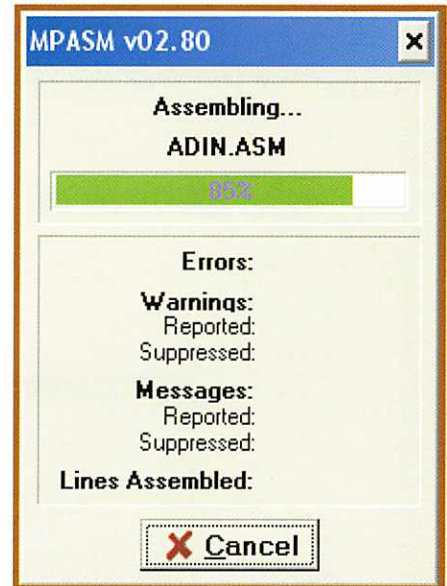 MPASM v02.80
Assembling...
ADIN.ASM
85%
Errors:
Warnings:
Reported:
Suppressed:
Messages:
Reported:
Suppressed:
Lines Assembled:
Cancel